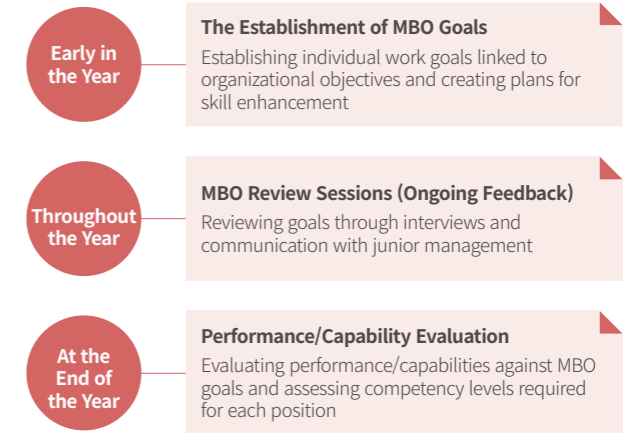 Early in
the Year
The Establishment of MBO Goals
Establishing individual work goals linked to
organizational objectives and creating plans for
skill enhancement
Throughout
the Year
MBO Review Sessions (Ongoing Feedback)
Reviewing goals through interviews and
communication with junior management
At the
End of
the Year
Performance/Capability Evaluation
Evaluating performance/capabilities against MBO
goals and assessing competency levels required
for each position